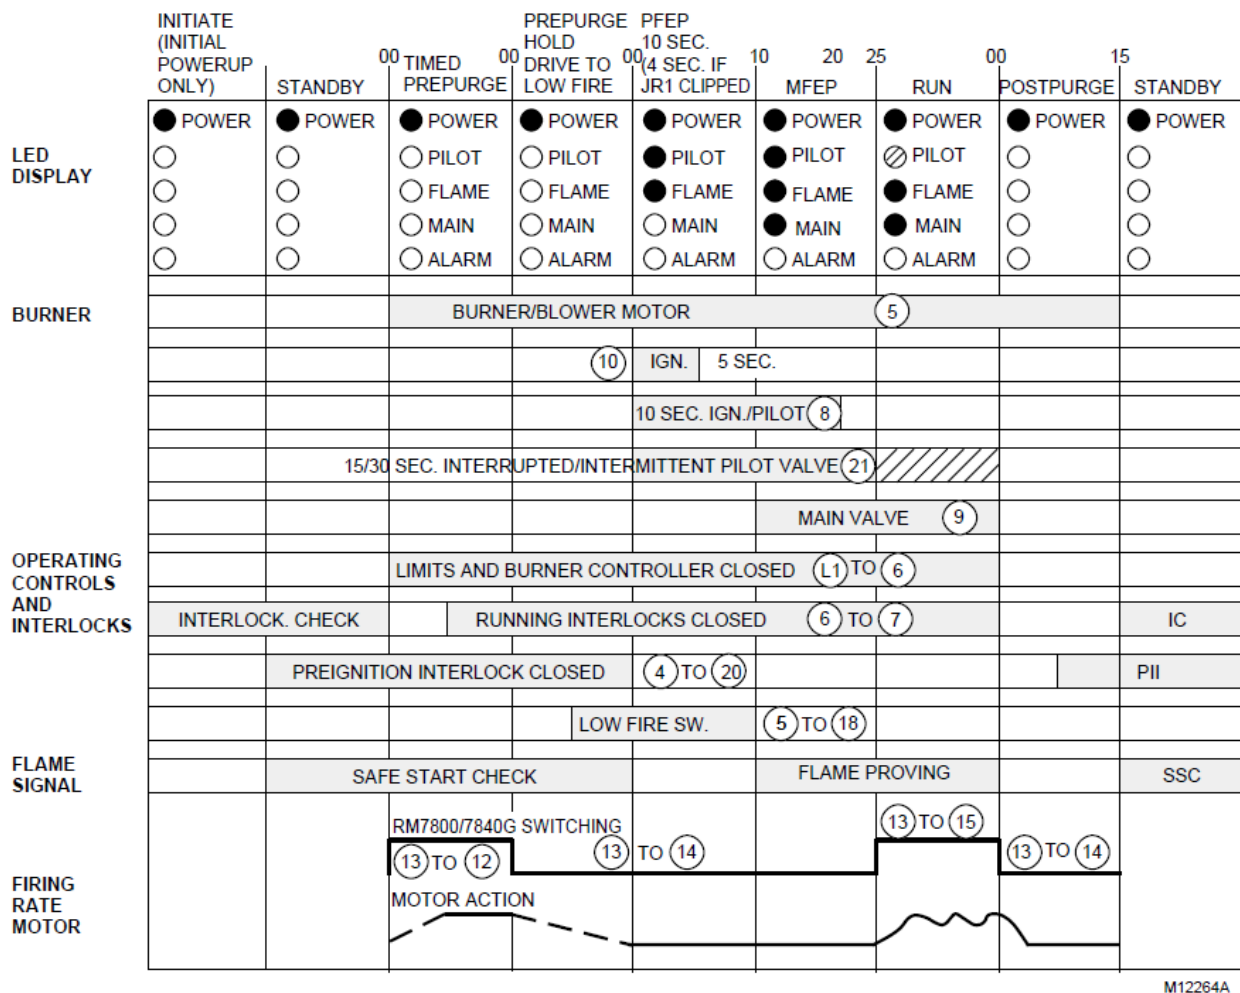 INITIATE
(INITIAL
POWERUP
ONLY)
STANDBY
00
TIMED
PREPURGE
00
PREPURGE
HOLD
DRIVE TO
LOW FIRE
00
PFEP
10 SEC.
(4 SEC. IF
JR1 CLIPPED
10
MFEP
20
25
RUN
00
POSTPURGE
15
STANDBY
LED
DISPLAY
POWER POWER POWER POWER POWER POWER POWER POWER POWER
PILOT PILOT PILOT PILOT PILOT
FLAME FLAME FLAME FLAME FLAME
MAIN MAIN MAIN MAIN MAIN
ALARM ALARM ALARM ALARM ALARM
BURNER
BURNER/BLOWER MOTOR 5
10 IGN. 5 SEC.
10 SEC. IGN./PILOT 8
15/30 SEC. INTERRUPTED/INTERMITTENT PILOT VALVE 21
MAIN VALVE 9
OPERATING
CONTROLS
AND
INTERLOCKS
LIMITS AND BURNER CONTROLLER CLOSED L1 TO 6
INTERLOCK. CHECK RUNNING INTERLOCKS CLOSED 6 TO 7 IC
PREIGNITION INTERLOCK CLOSED 4 TO 20 PII
LOW FIRE SW. 5 TO 18
FLAME
SIGNAL
SAFE START CHECK FLAME PROVING SSC
FIRING
RATE
MOTOR
RM7800/7840G SWITCHING
13 TO 12 13 TO 14 13 TO 15 13 TO 14
MOTOR ACTION
M12264A